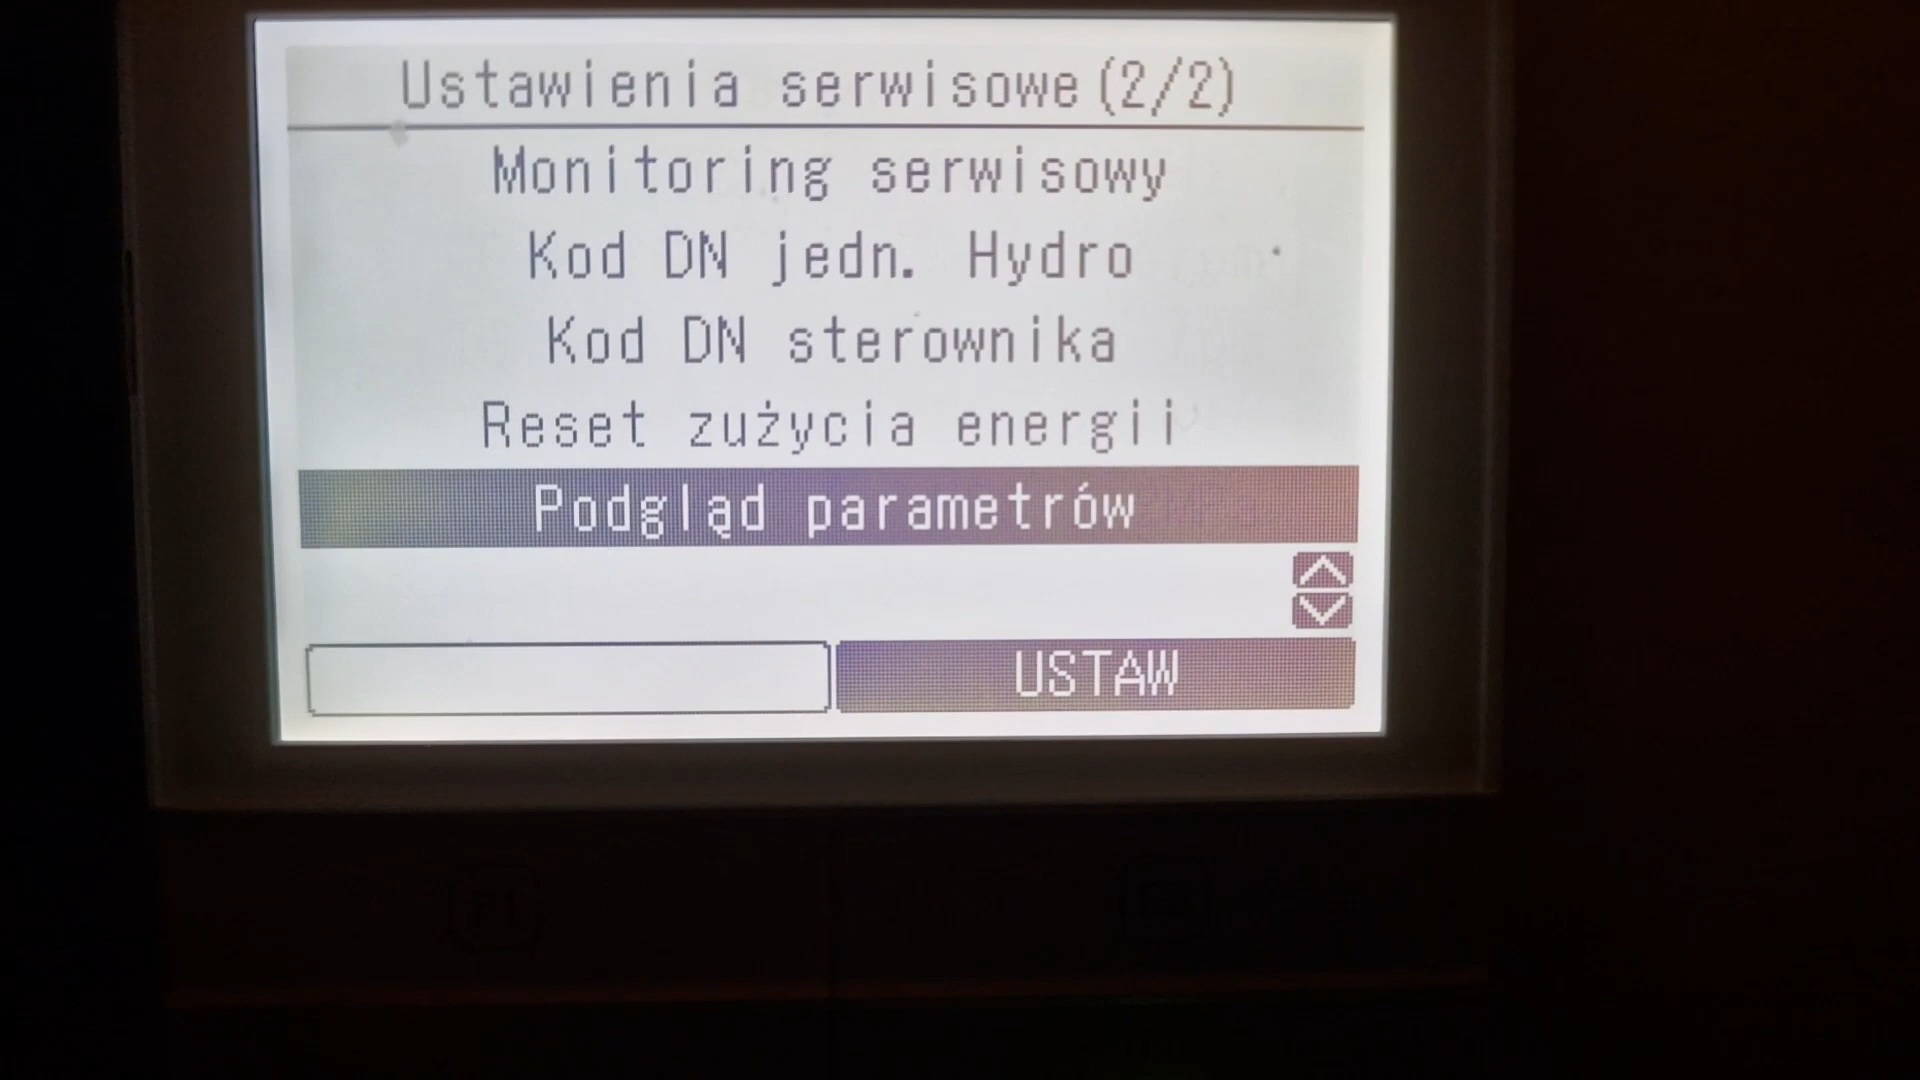 Ustawienia serwisowe(2/2)
Monitoring serwisowy
Kod DN jedn. Hydro
Kod DN sterownika
Reset zużycia energii
Podgląd parametrów
USTAW